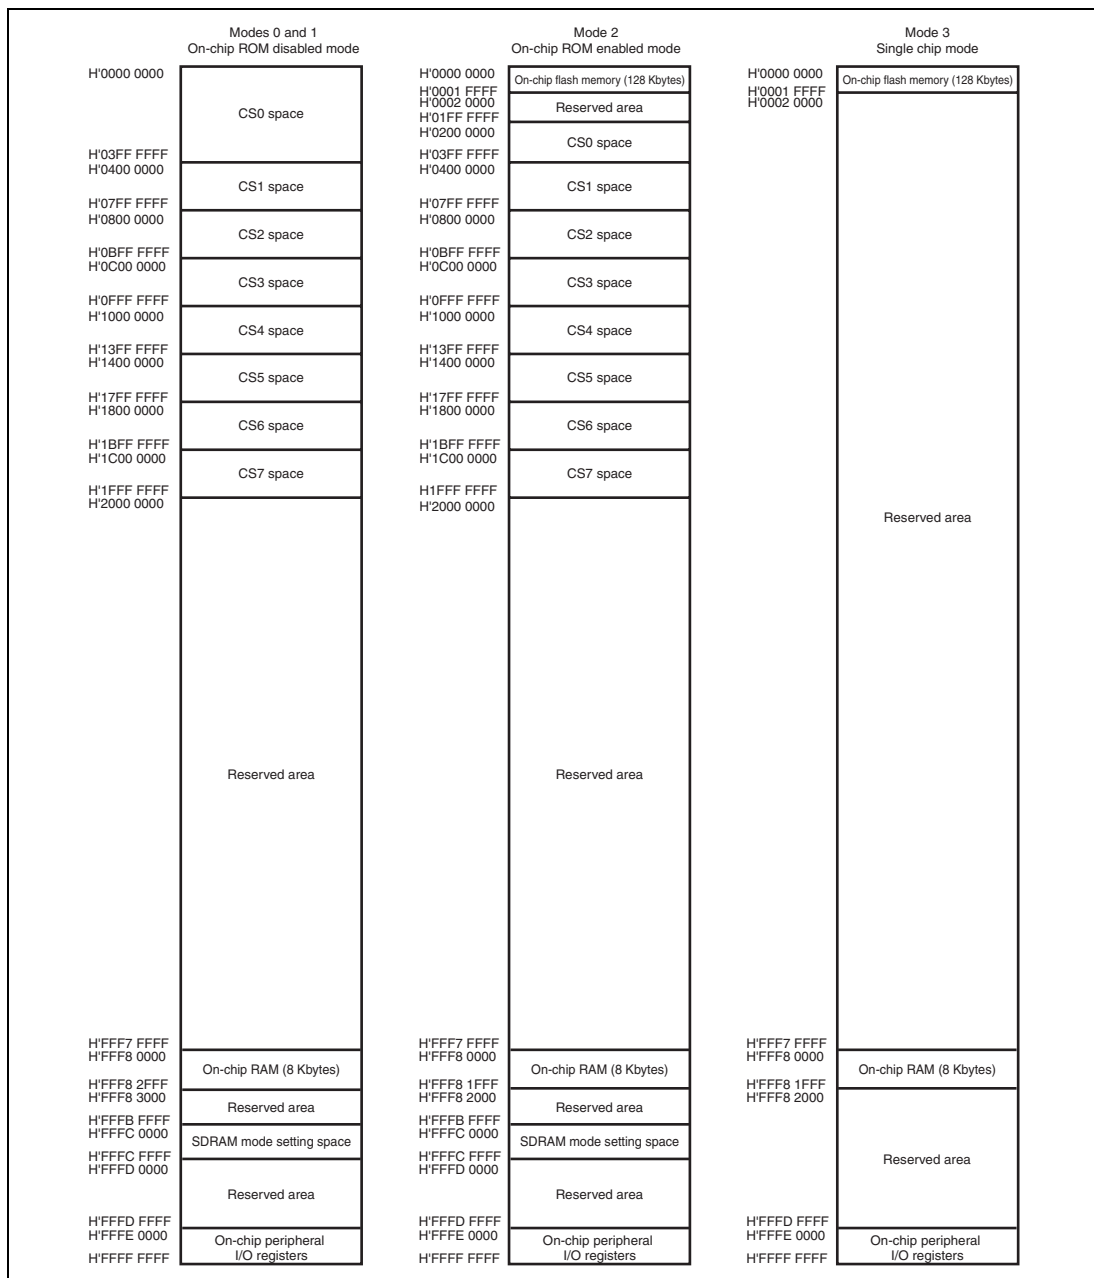 Modes 0 and 1
On-chip ROM disabled mode
H'0000 0000
CS0 space
H'03FF FFFF
H'0400 0000
CS1 space
H'07FF FFFF
H'0800 0000
CS2 space
H'0BFF FFFF
H'0C00 0000
CS3 space
H'0FFF FFFF
H'1000 0000
CS4 space
H'13FF FFFF
H'1400 0000
CS5 space
H'17FF FFFF
H'1800 0000
CS6 space
H'1BFF FFFF
H'1C00 0000
CS7 space
H'1FFF FFFF
H'2000 0000
Reserved area
H'FFF7 FFFF
H'FFF8 0000
On-chip RAM (8 Kbytes)
H'FFF8 2FFF
H'FFF8 3000
Reserved area
H'FFFB FFFF
H'FFFC 0000
SDRAM mode setting space
H'FFFC FFFF
H'FFFD 0000
Reserved area
H'FFFD FFFF
H'FFFE 0000
On-chip peripheral
I/O registers
H'FFFF FFFF
Mode 2
On-chip ROM enabled mode
H'0000 0000
On-chip flash memory (128 Kbytes)
H'0001 FFFF
H'0002 0000
Reserved area
H'01FF FFFF
H'0200 0000
CS0 space
H'03FF FFFF
H'0400 0000
CS1 space
H'07FF FFFF
H'0800 0000
CS2 space
H'0BFF FFFF
H'0C00 0000
CS3 space
H'0FFF FFFF
H'1000 0000
CS4 space
H'13FF FFFF
H'1400 0000
CS5 space
H'17FF FFFF
H'1800 0000
CS6 space
H'1BFF FFFF
H'1C00 0000
CS7 space
H1FFF FFFF
H'2000 0000
Reserved area
H'FFF7 FFFF
H'FFF8 0000
On-chip RAM (8 Kbytes)
H'FFF8 1FFF
H'FFF8 2000
Reserved area
H'FFFB FFFF
H'FFFC 0000
SDRAM mode setting space
H'FFFC FFFF
H'FFFD 0000
Reserved area
H'FFFD FFFF
H'FFFE 0000
On-chip peripheral
I/O registers
H'FFFF FFFF
Mode 3
Single chip mode
H'0000 0000
On-chip flash memory (128 Kbytes)
H'0001 FFFF
H'0002 0000
Reserved area
H'FFF7 FFFF
H'FFF8 0000
On-chip RAM (8 Kbytes)
H'FFF8 1FFF
H'FFF8 2000
Reserved area
H'FFFD FFFF
H'FFFE 0000
On-chip peripheral
I/O registers
H'FFFF FFFF